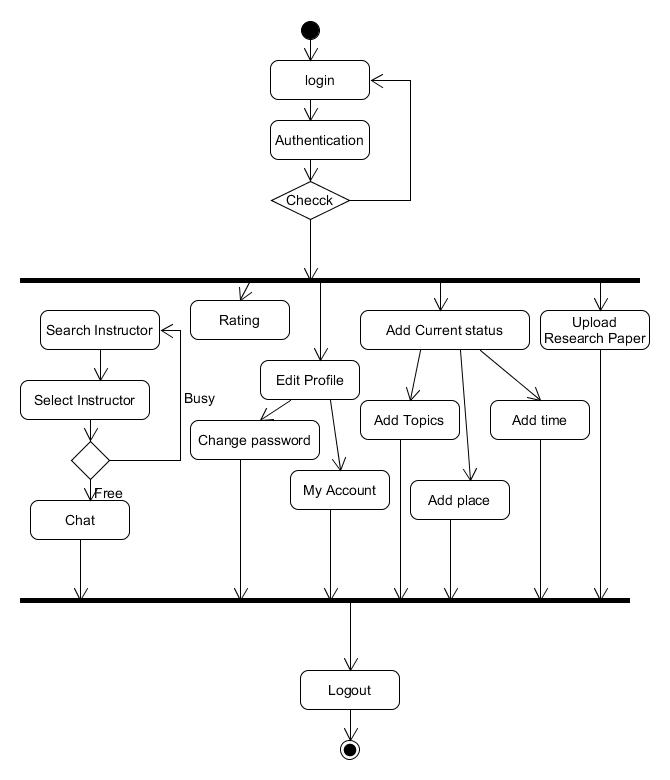 login
Authentication
Checck
Rating
Search Instructor
Add Current status
Upload
Research Paper
Edit Profile
Select Instructor
Busy
Change password
Add Topics
Add time
My Account
Free
Add place
Chat
Logout